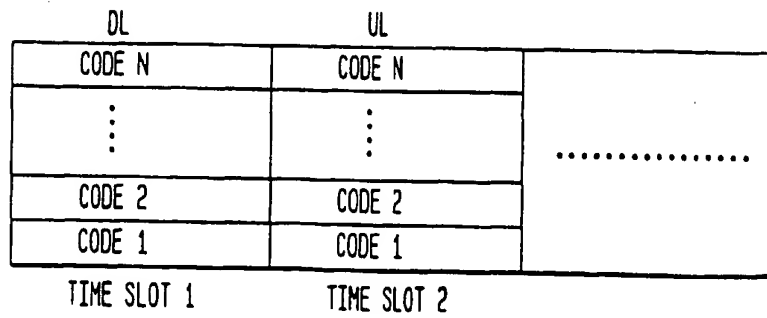 DL UL
CODE N CODE N
CODE 2 CODE 2
CODE 1 CODE 1
TIME SLOT 1 TIME SLOT 2